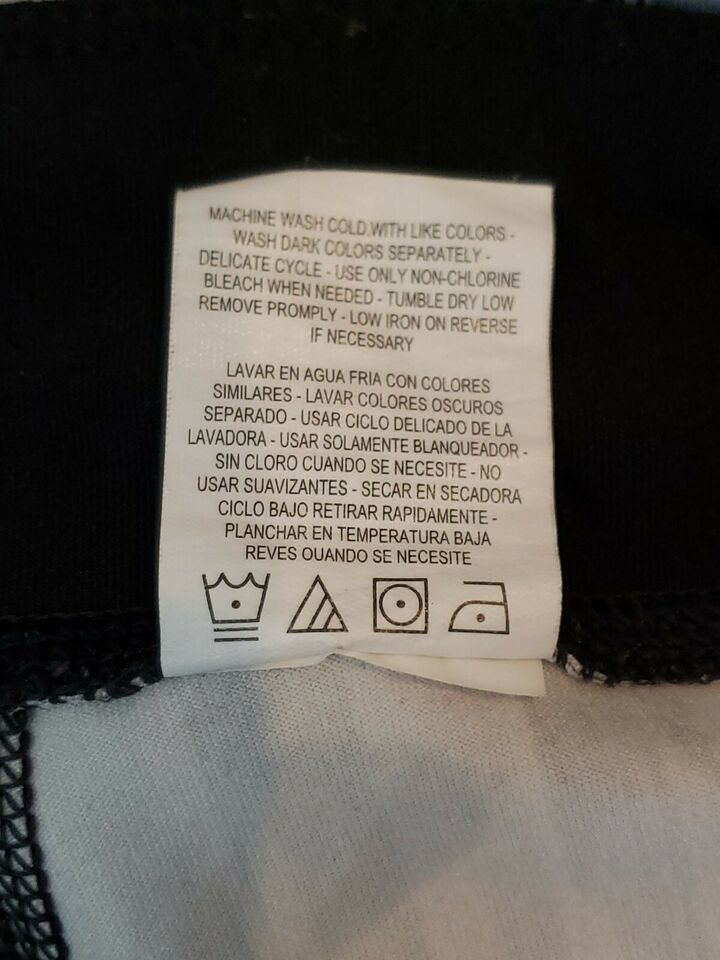 MACHINE WASH COLD.WITH LIKE COLORS -
WASH DARK COLORS SEPARATELY -
DELICATE CYCLE - USE ONLY NON-CHLORINE
BLEACH WHEN NEEDED - TUMBLE DRY LOW
REMOVE PROMPLY - LOW IRON ON REVERSE
IF NECESSARY
LAVAR EN AGUA FRIA CON COLORES
SIMILARES - LAVAR COLORES OSCUROS
SEPARADO - USAR CICLO DELICADO DE LA
LAVADORA - USAR SOLAMENTE BLANQUEADOR -
SIN CLORO CUANDO SE NECESITE - NO
USAR SUAVIZANTES - SECAR EN SECADORA
CICLO BAJO RETIRAR RAPIDAMENTE -
PLANCHAR EN TEMPERATURA BAJA
REVES OUANDO SE NECESITE